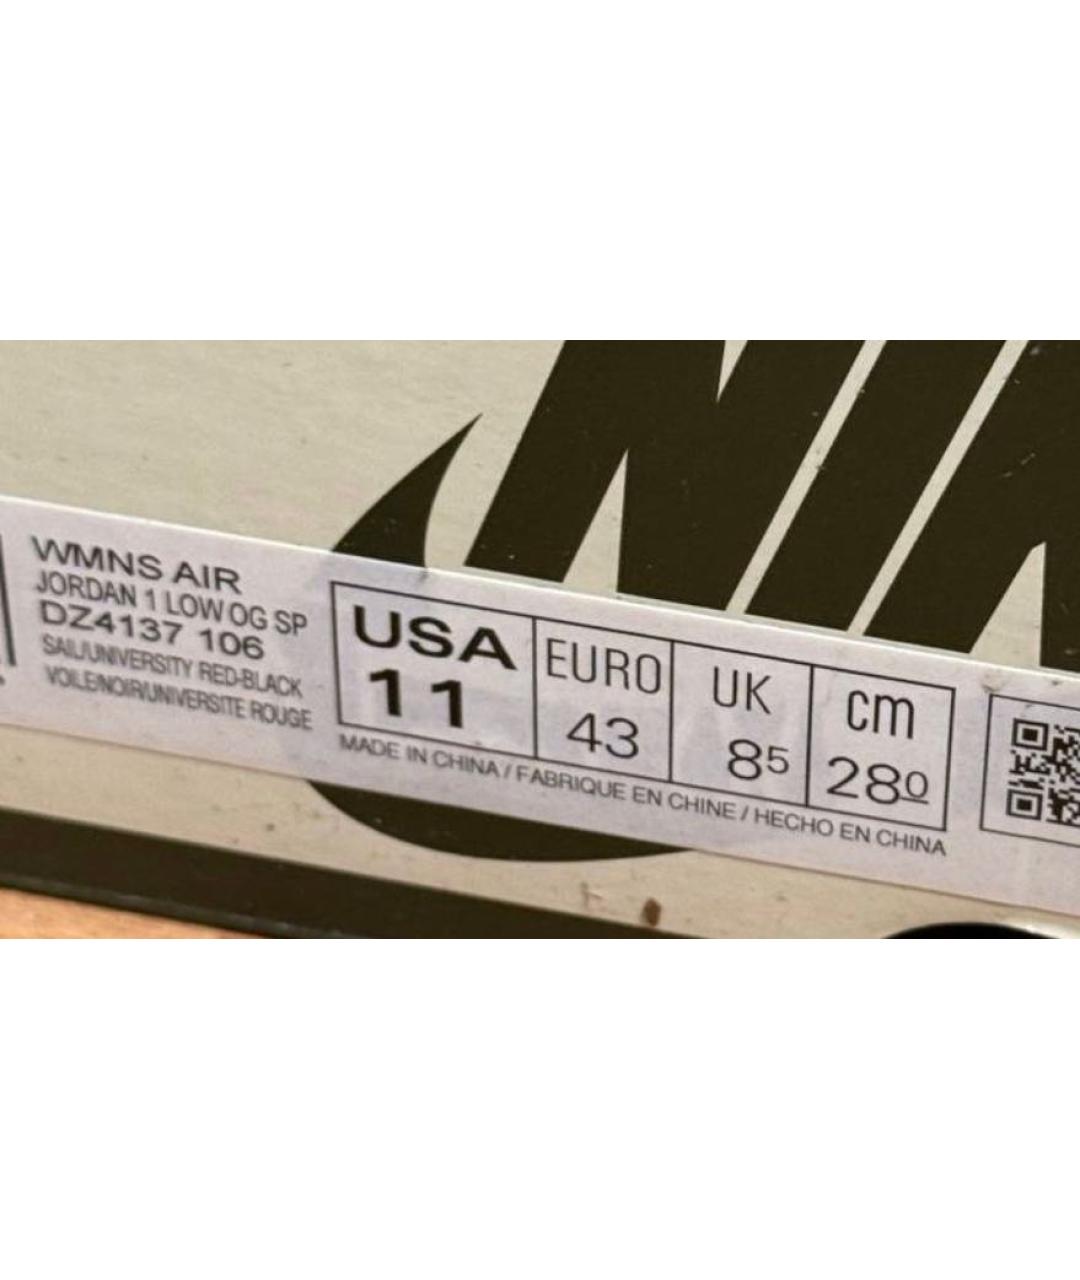 NIK
WMNS AIR
JORDAN 1 LOW OG SP
DZ4137 106
SAIL/UNIVERSITY RED-BLACK
VOILE/NOIR/UNIVERSITE ROUGE
USA
11
EURO
43
UK
85
cm
280
MADE IN CHINA / FABRIQUE EN CHINE / HECHO EN CHINA